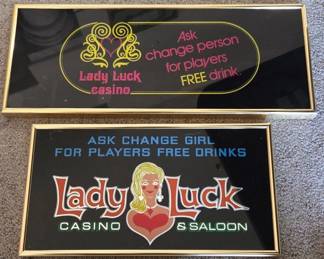 Lady Luck
casino
Ask
change person
for players
FREE drink.
ASK CHANGE GIRL
FOR PLAYERS FREE DRINKS
Lady Luck
CASINO & SALOON